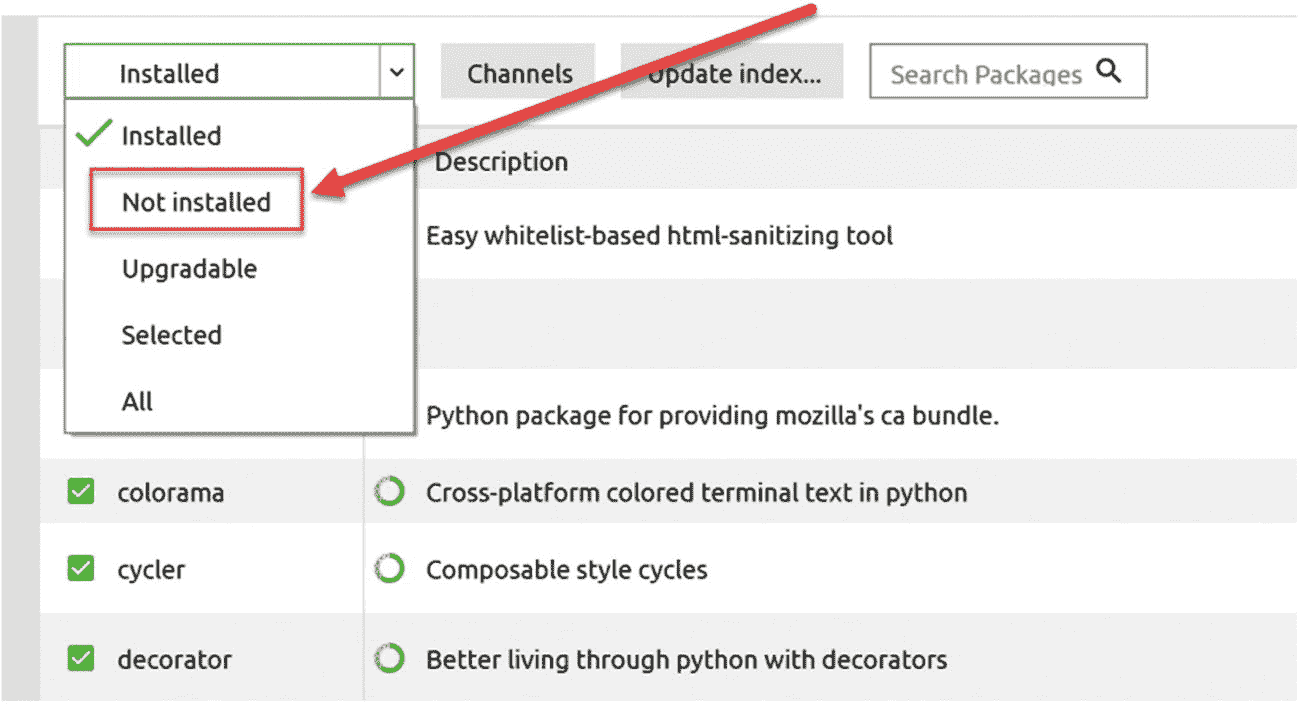 Installed
Channels
Update index...
Search Packages
Installed
Description
Not installed
Easy whitelist-based html-sanitizing tool
Upgradable
Selected
All
Python package for providing mozilla's ca bundle.
colorama
Cross-platform colored terminal text in python
cycler
Composable style cycles
decorator
Better living through python with decorators